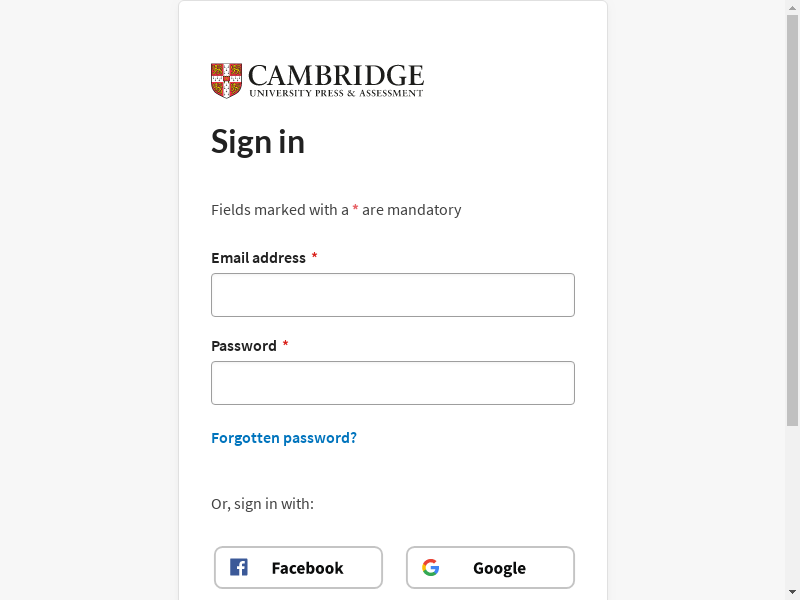 CAMBRIDGE
UNIVERSITY PRESS & ASSESSMENT
Sign in
Fields marked with a * are mandatory
Email address *
Password *
Forgotten password?
Or, sign in with:
Facebook
Google